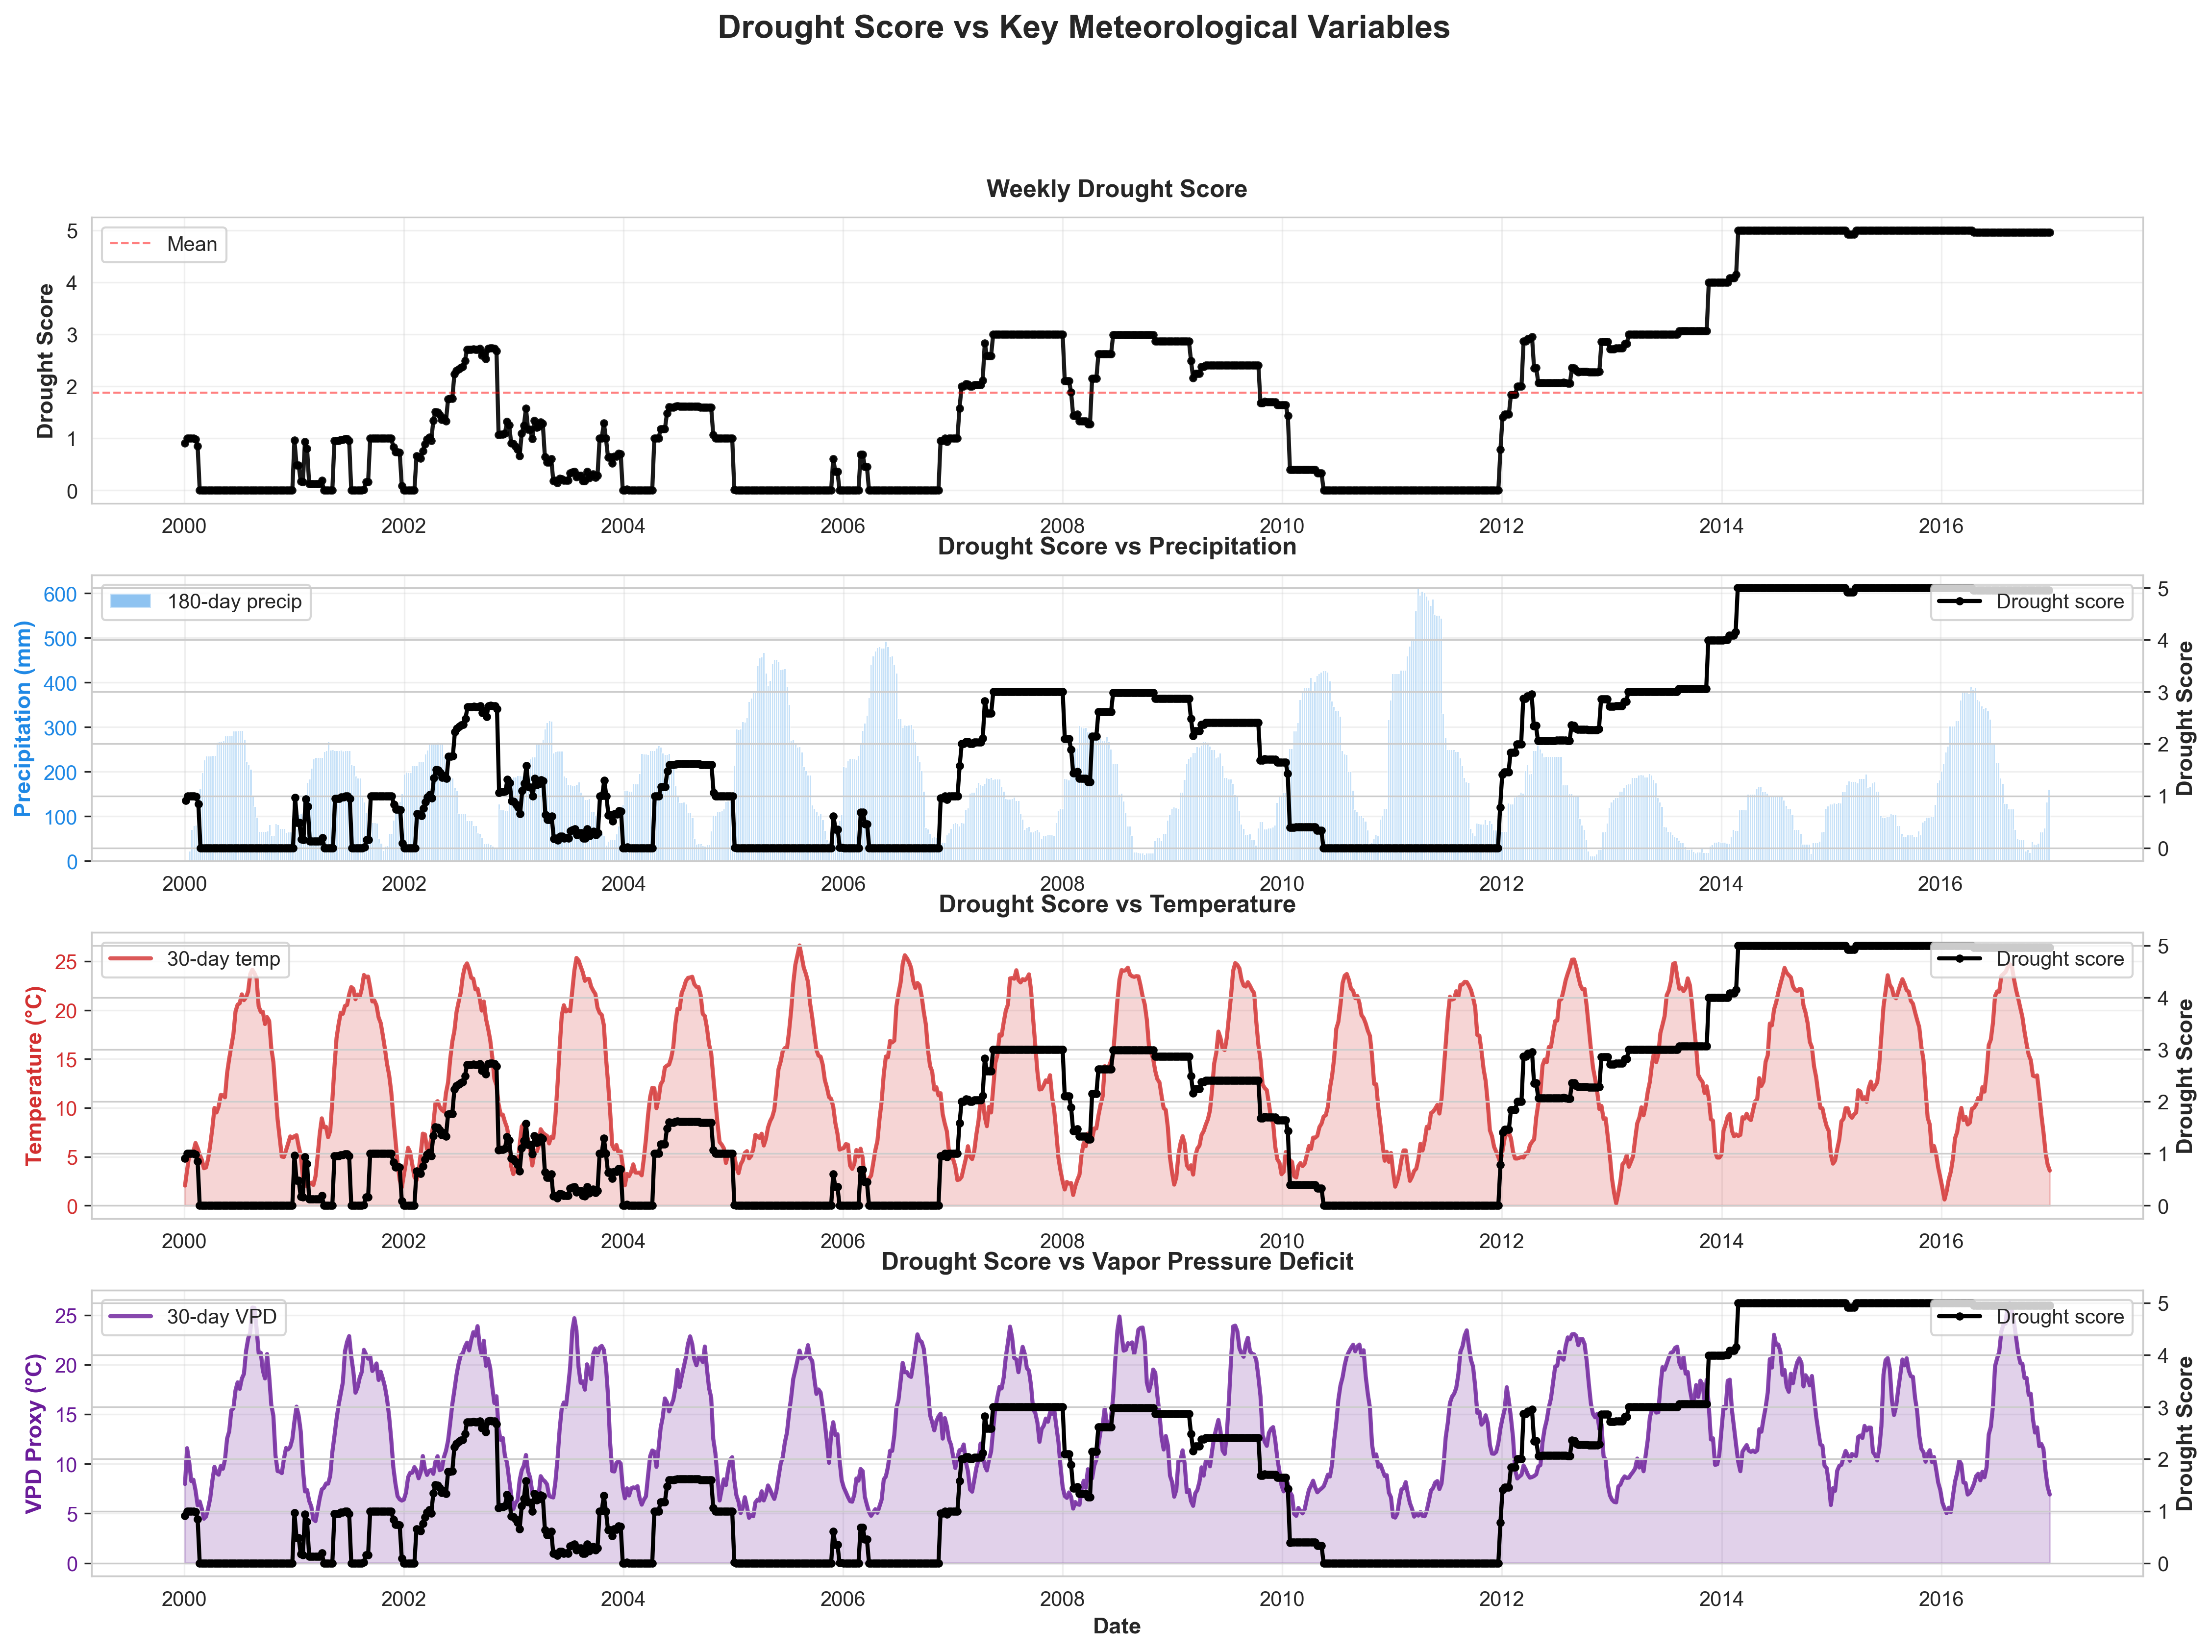 Drought Score vs Key Meteorological Variables
Weekly Drought Score
Mean
Drought Score
5
4
3
2
1
0
2000 2002 2004 2006 2008 2010 2012 2014 2016
Drought Score vs Precipitation
180-day precip
Drought score
Precipitation (mm)
600
500
400
300
200
100
0
5
4
3
2
1
0
Drought Score
2000 2002 2004 2006 2008 2010 2012 2014 2016
Drought Score vs Temperature
30-day temp
Drought score
Temperature (°C)
25
20
15
10
5
0
5
4
3
2
1
0
Drought Score
2000 2002 2004 2006 2008 2010 2012 2014 2016
Drought Score vs Vapor Pressure Deficit
30-day VPD
Drought score
VPD Proxy (°C)
25
20
15
10
5
0
5
4
3
2
1
0
Drought Score
2000 2002 2004 2006 2008 2010 2012 2014 2016
Date